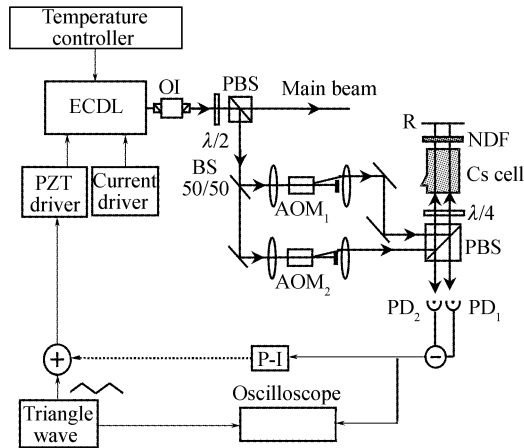 Temperature
controller
OI
PBS
Main beam
ECDL
λ/2
R
NDF
Cs cell
BS
50/50
PZT
driver
Current
driver
AOM1
λ/4
PBS
AOM2
PD2
PD1
+
P-I
−
Oscilloscope
Triangle
wave